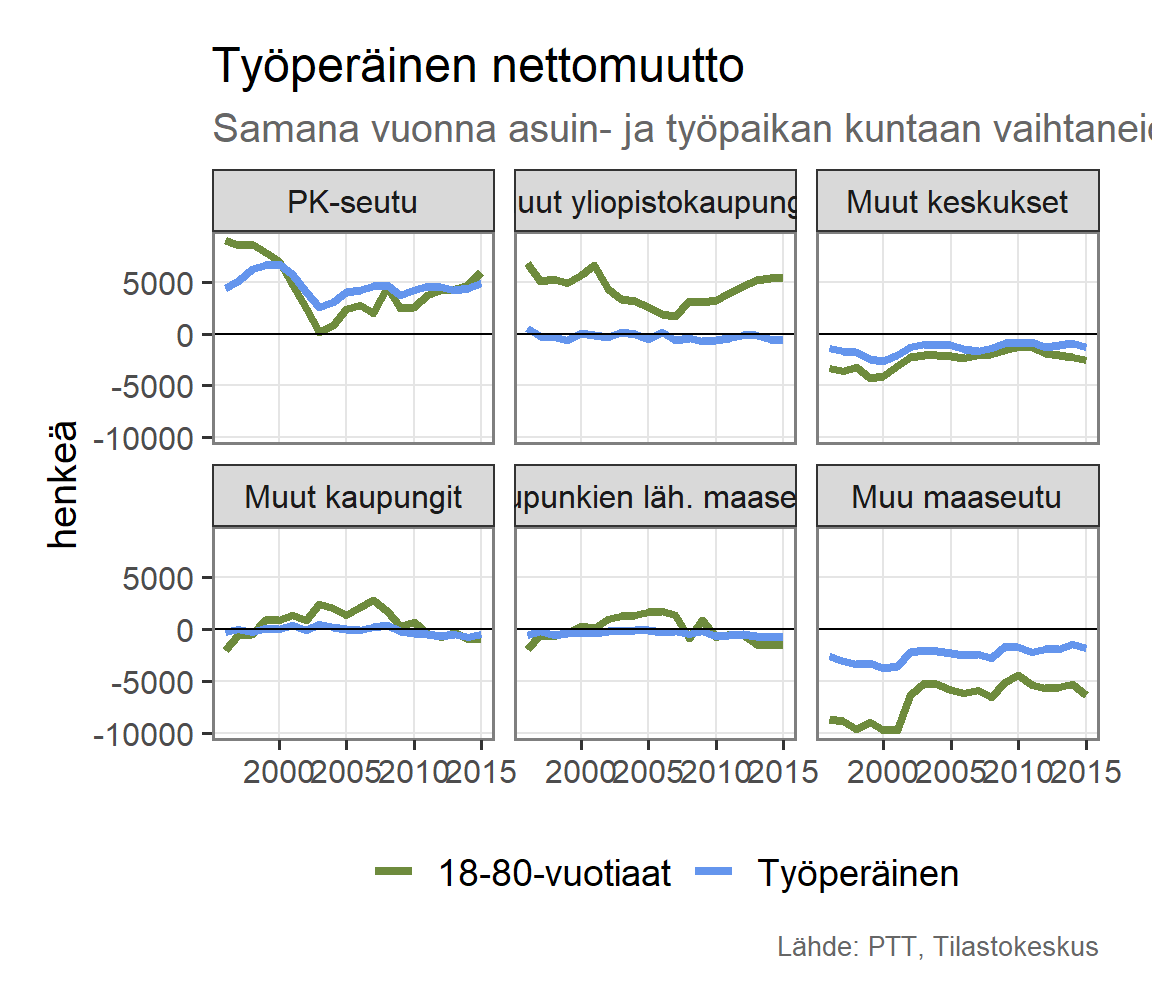 Työperäinen nettomuutto
Samana vuonna asuin- ja työpaikan kuntaan vaihtaneid
PK-seutu
uut yliopistokaupung
Muut keskukset
5000
0
-5000
-10000
henkeä
Muut kaupungit
upunkien läh. maase
Muu maaseutu
5000
0
-5000
-10000
2000 2005 2010 2015
2000 2005 2010 2015
2000 2005 2010 2015
18-80-vuotiaat
Työperäinen
Lähde: PTT, Tilastokeskus